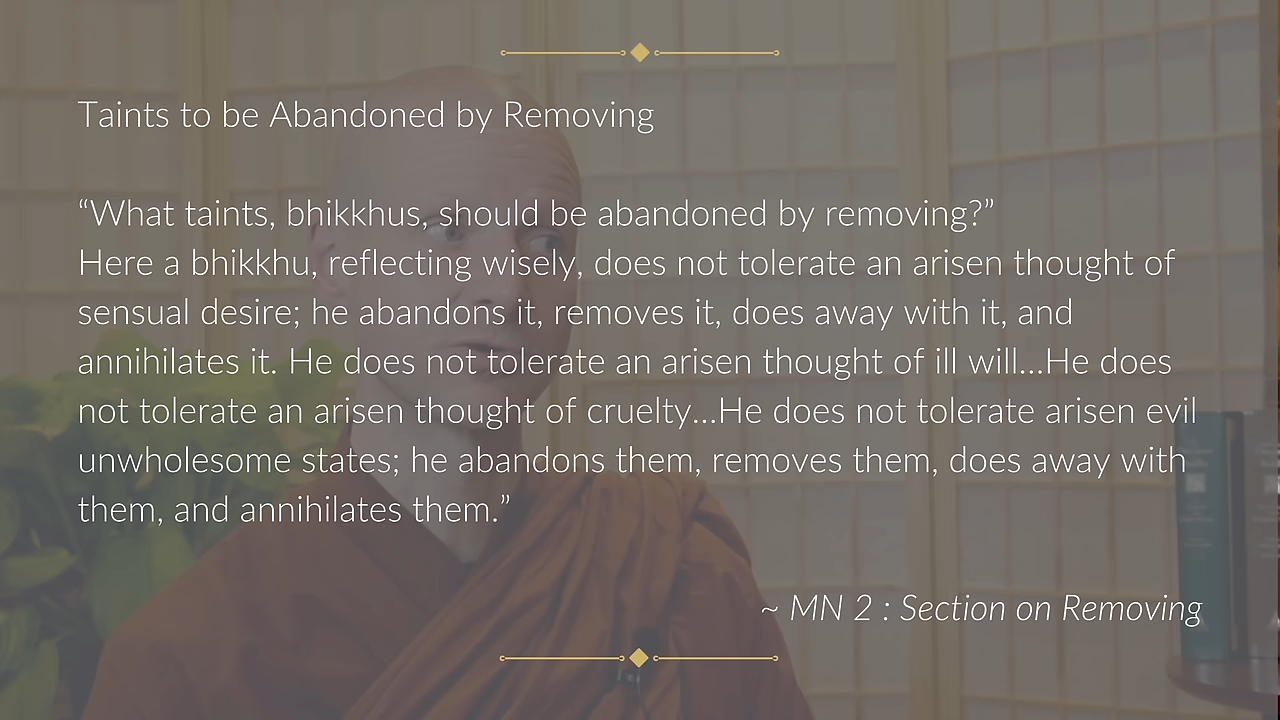 Taints to be Abandoned by Removing
“What taints, bhikkhus, should be abandoned by removing?”
Here a bhikkhu, reflecting wisely, does not tolerate an arisen thought of
sensual desire; he abandons it, removes it, does away with it, and
annihilates it. He does not tolerate an arisen thought of ill will...He does
not tolerate an arisen thought of cruelty...He does not tolerate arisen evil
unwholesome states; he abandons them, removes them, does away with
them, and annihilates them.”
~ MN 2 : Section on Removing